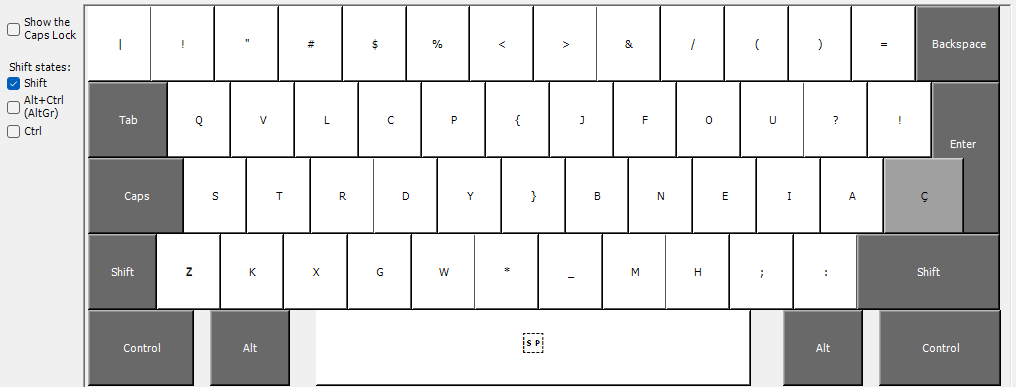 Show the
Caps Lock
Shift states:
Shift
Alt+Ctrl
(AltGr)
Ctrl
| ! " # $ % < > & / ( ) = Backspace
Tab Q V L C P { J F O U ? ! Enter
Caps S T R D Y } B N E I A Ç
Shift Z K X G W * _ M H ; : Shift
Control Alt SP Alt Control